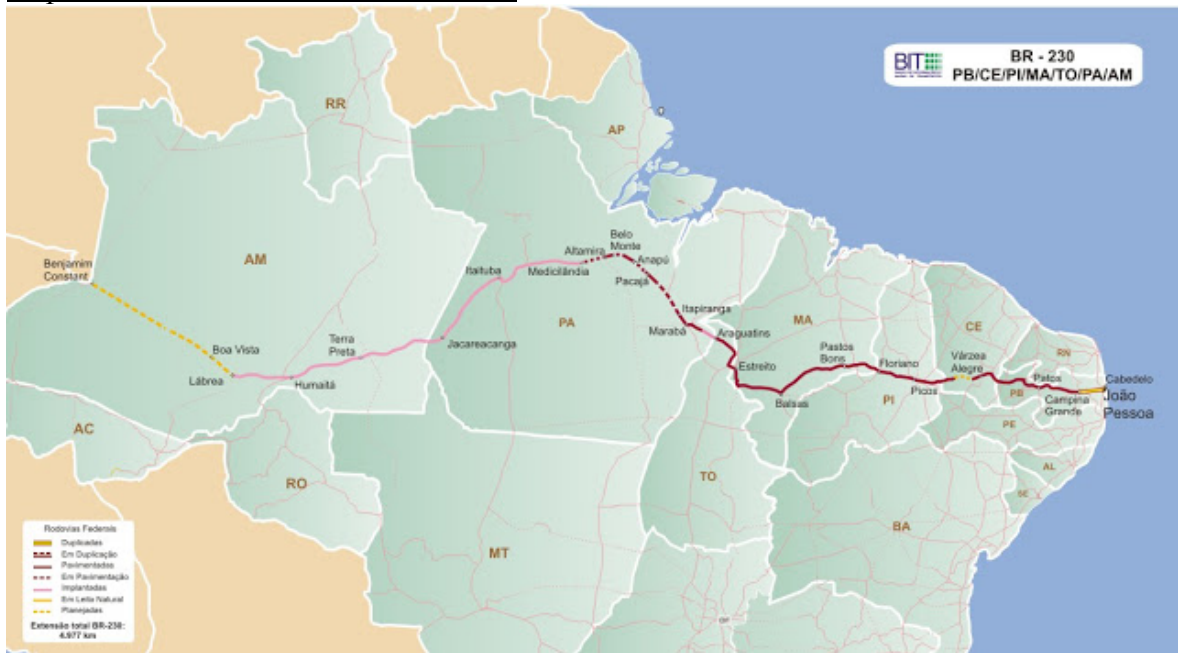 BIT
BR - 230
PB/CE/PI/MA/TO/PA/AM
RR
AP
AM
Benjamim
Constant
Boa Vista
Lábrea
Humaitá
Terra
Preta
Jacareacanga
Itaituba
Medicilândia
Altamira
Belo
Monte
Anapú
Pacajá
Itapiranga
Marabá
Araguatins
Estreito
Balsas
Pastos
Bons
Floriano
Picos
Várzea
Alegre
Patos
Campina
Grande
Cabedelo
João
Pessoa
PA
MA
CE
RN
PB
PI
PE
AL
SE
BA
TO
MT
RO
AC
DF
Rodovias Federais
Duplicadas
Em Duplicação
Pavimentadas
Em Pavimentação
Implantadas
Em Leito Natural
Planejadas
Extensão total BR-230:
4.977 km